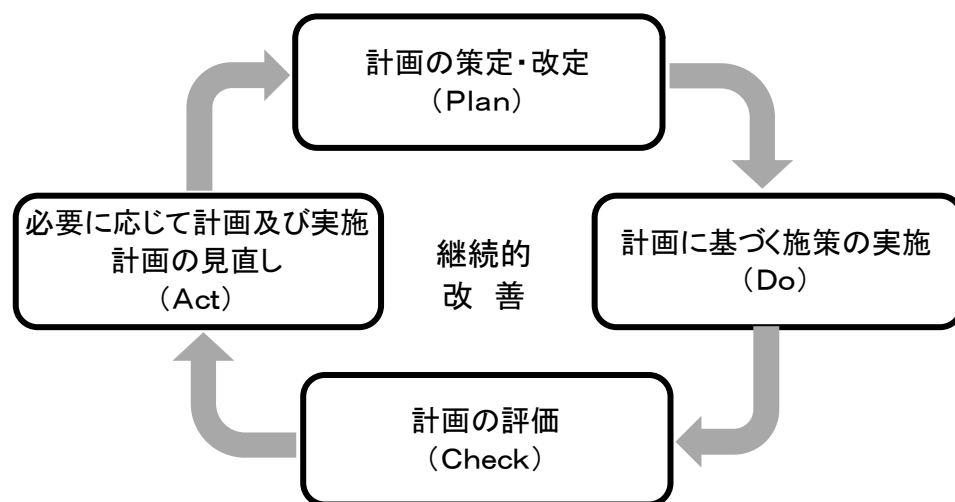 計画の策定・改定
（Plan）
必要に応じて計画及び実施
計画の見直し
（Act）
継続的
改　善
計画に基づく施策の実施
（Do）
計画の評価
（Check）